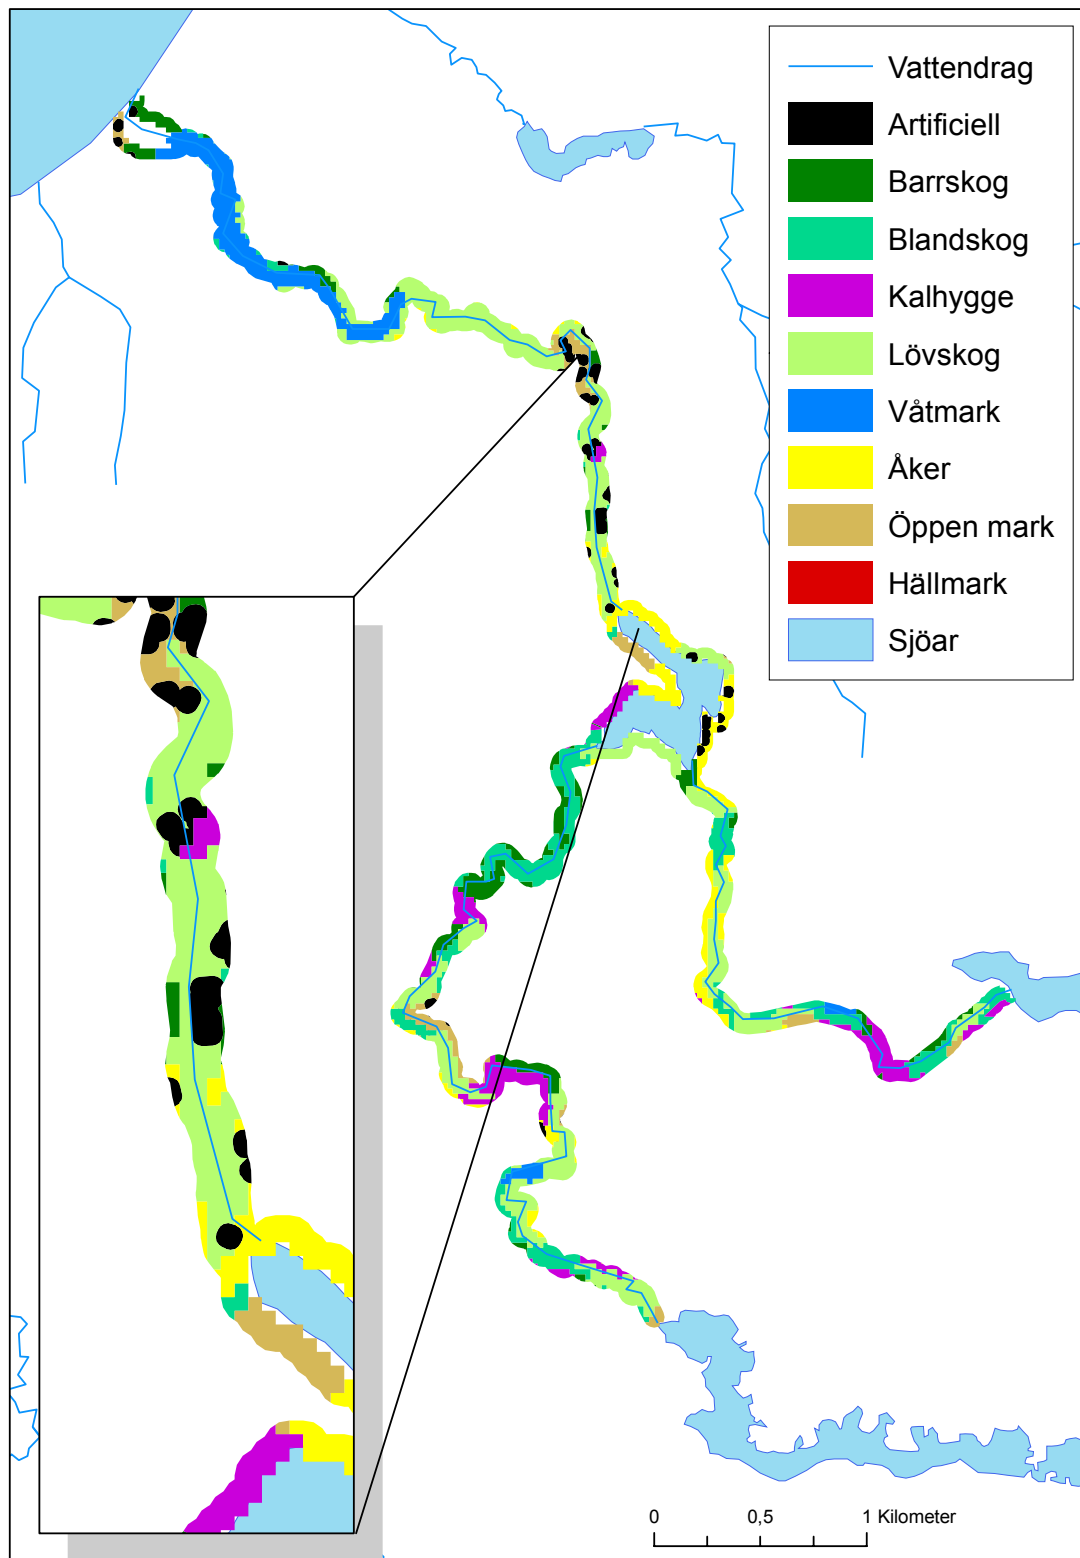 Vattendrag
Artificiell
Barrskog
Blandskog
Kalhygge
Lövskog
Våtmark
Åker
Öppen mark
Hällmark
Sjöar
0 0,5 1 Kilometer